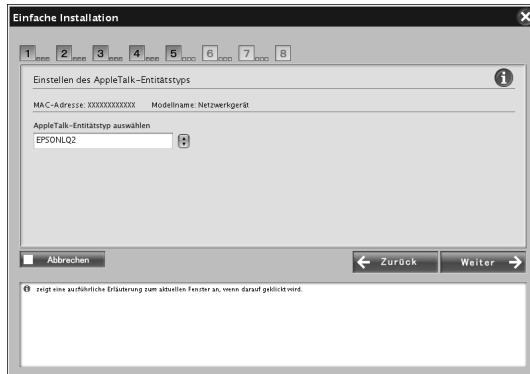 Einfache Installation
1 2 3 4 5 6 7 8
Einstellen des AppleTalk-Entitätstyps
MAC-Adresse: XXXXXXXXXXXX Modellname: Netzwerkgerät
AppleTalk-Entitätstyp auswählen
EPSONLQ2
Abbrechen
Zurück
Weiter
zeigt eine ausführliche Erläuterung zum aktuellen Fenster an, wenn darauf geklickt wird.